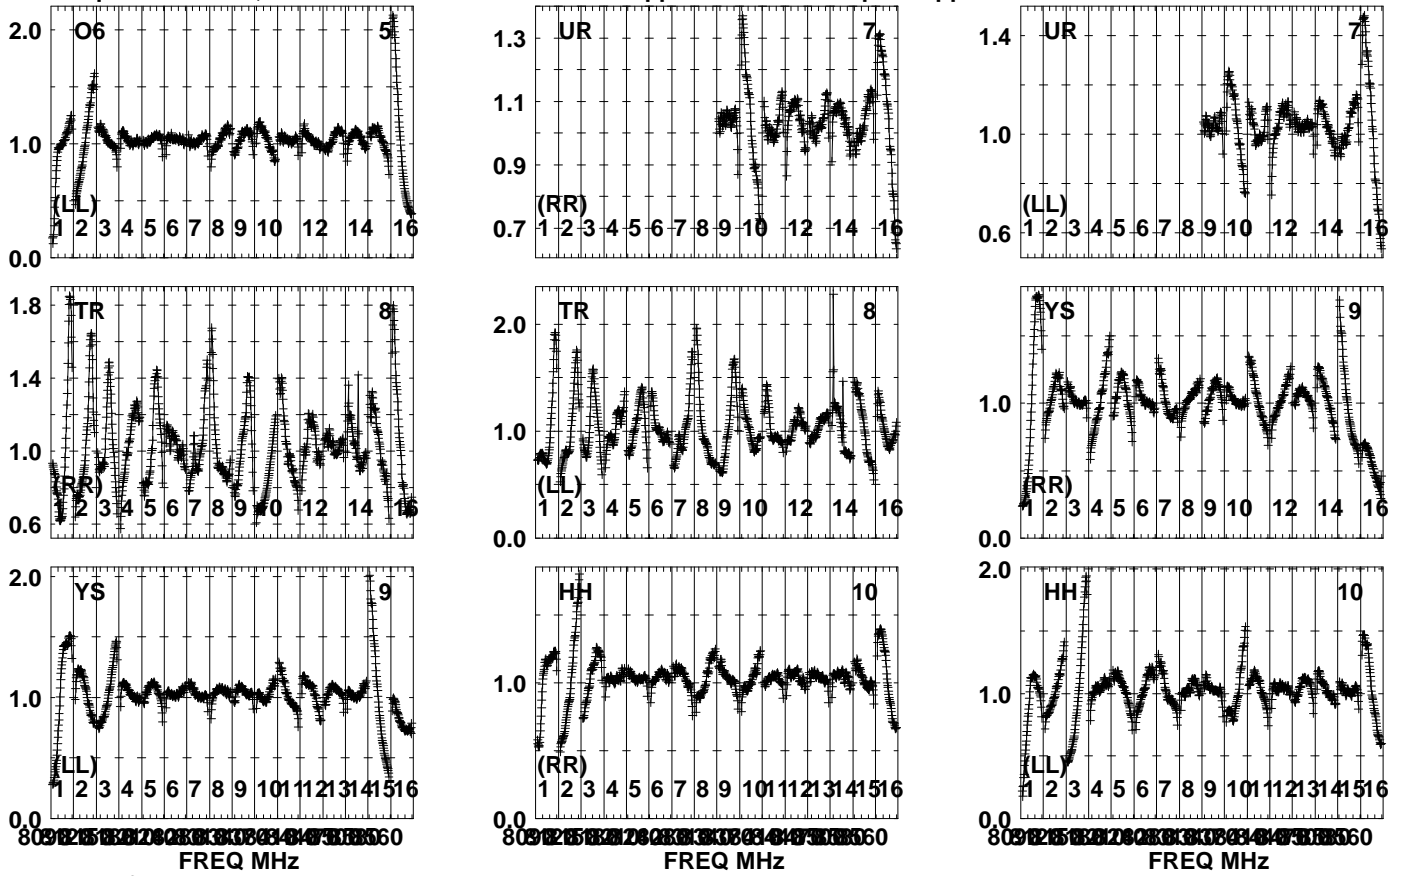 2.0 O6 5
1.0
(LL)
1 2 3 4 5 6 7 8 9 10 12 14 16
0.0
1.3 UR 7
1.1
0.9
(RR)
0.7 1 2 3 4 5 6 7 8 9 10 12 14 16
1.4 UR 7
1.0
(LL)
0.6 1 2 3 4 5 6 7 8 9 10 12 14 16
1.8 TR 8
1.4
1.0
(RR)
0.6 1 2 3 4 5 6 7 8 9 10 12 14 16
2.0 TR 8
1.0
(LL)
1 2 3 4 5 6 7 8 9 10 12 14 16
0.0
YS 9
1.0
(RR)
1 2 3 4 5 6 7 8 9 10 12 14 16
0.0
2.0 YS 9
1.0
(LL)
1 2 3 4 5 6 7 8 9 10 11 12 13 14 15 16
0.0
FREQ MHz
HH 10
1.0
(RR)
1 2 3 4 5 6 7 8 9 10 11 12 13 14 15 16
0.0
FREQ MHz
2.0 HH 10
1.0
(LL)
1 2 3 4 5 6 7 8 9 10 11 12 13 14 15 16
0.0
FREQ MHz